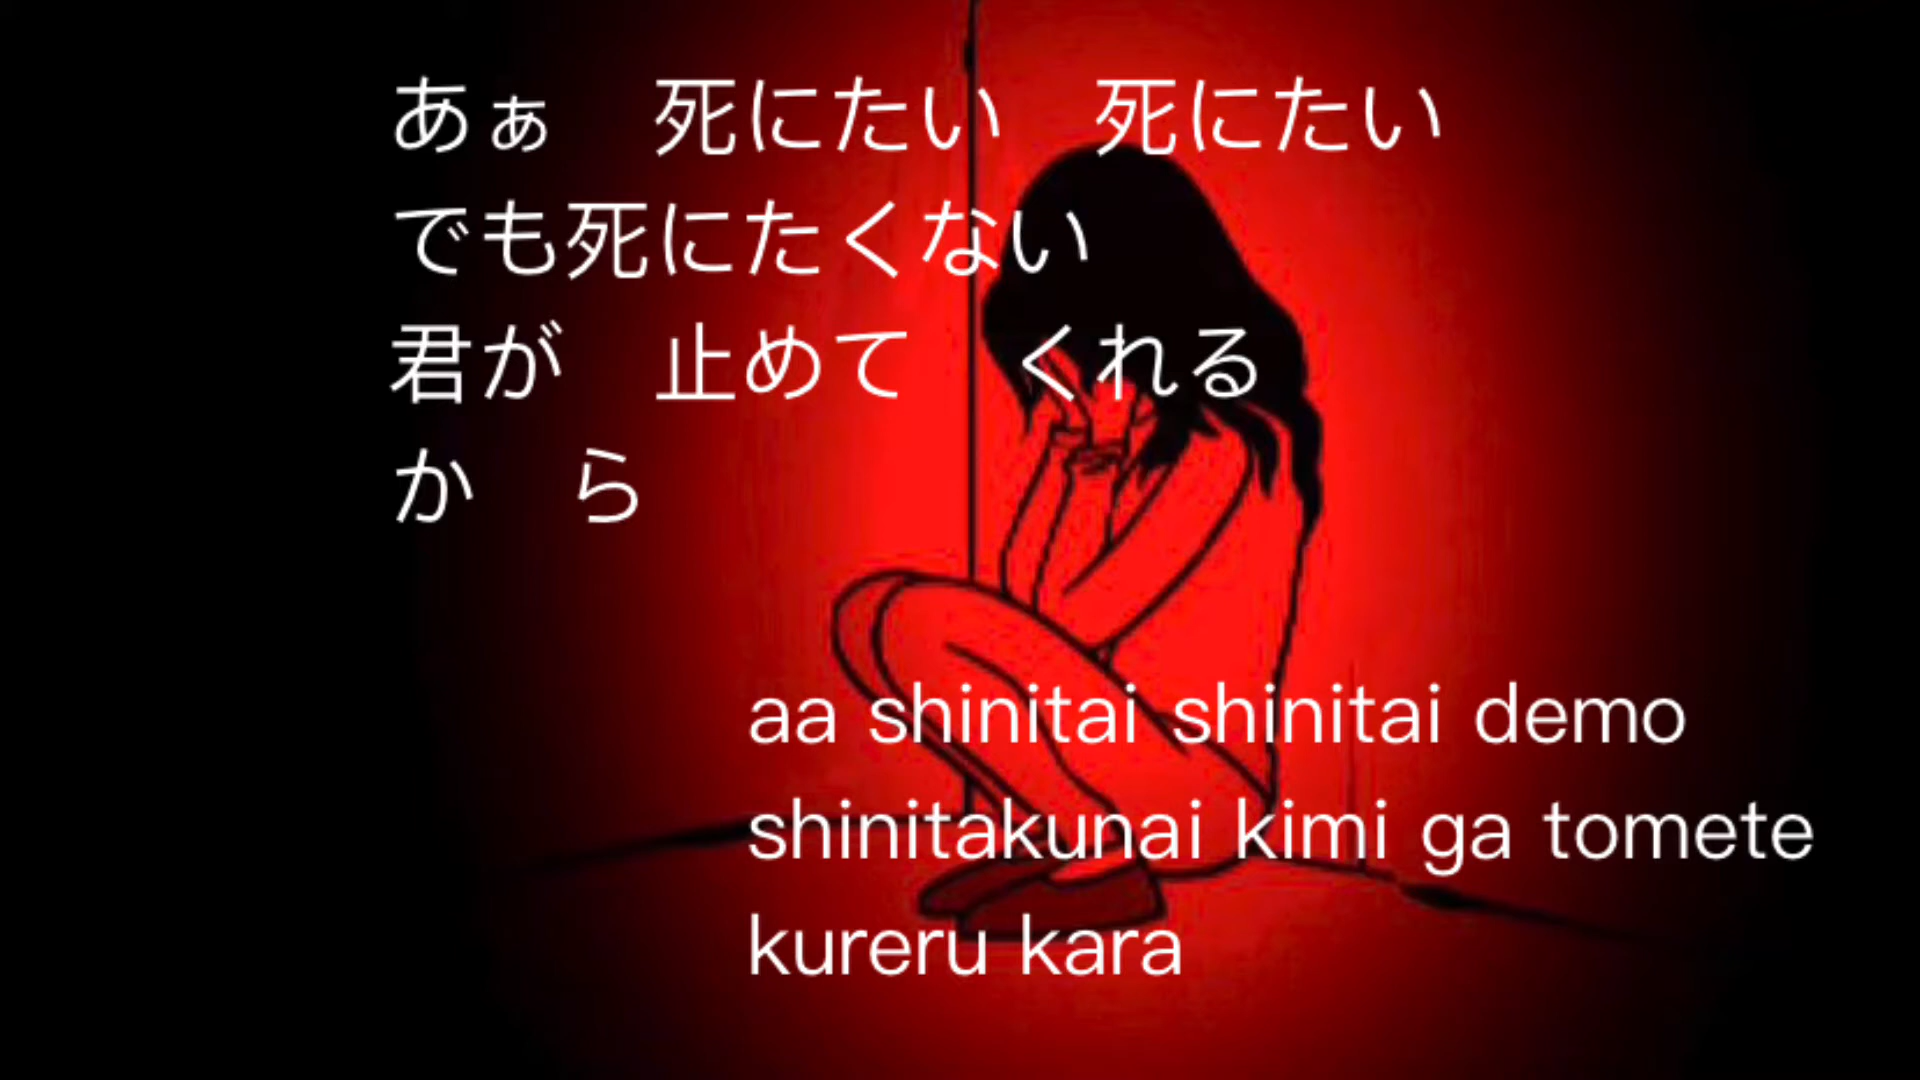 あぁ　死にたい　死にたい
でも死にたくない
君が　止めて　くれる
か　ら
aa shinitai shinitai demo
shinitakunai kimi ga tomete
kureru kara